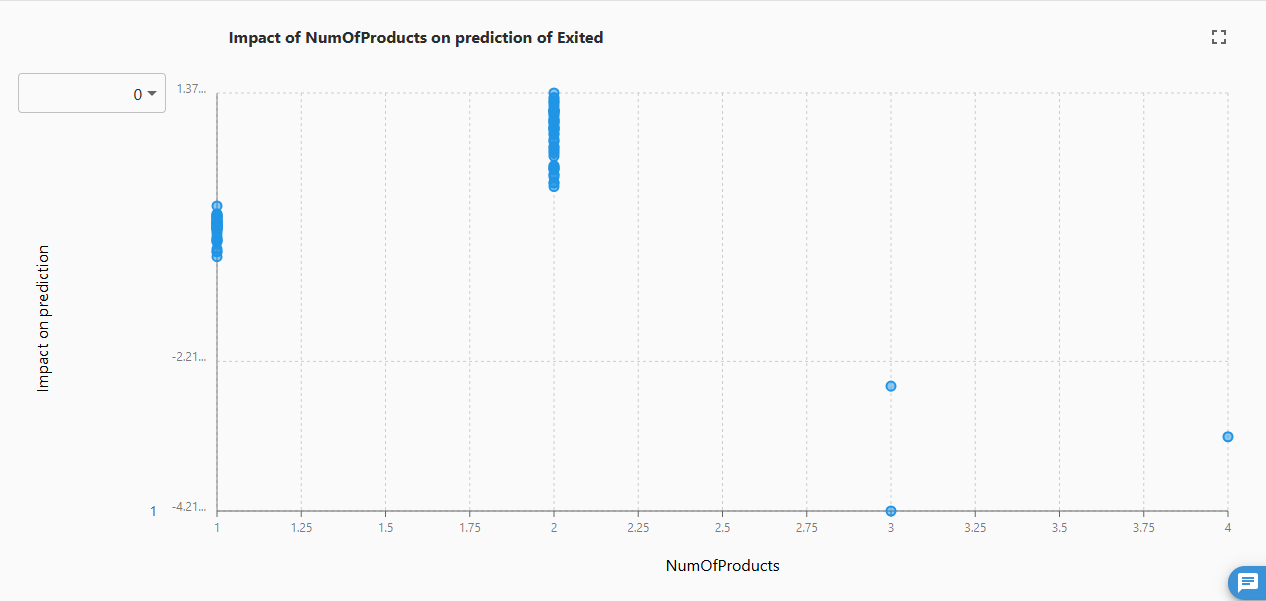 Impact of NumOfProducts on prediction of Exited
0
1.37...
-2.21...
-4.21...
Impact on prediction
1
1 1.25 1.5 1.75 2 2.25 2.5 2.75 3 3.25 3.5 3.75 4
NumOfProducts